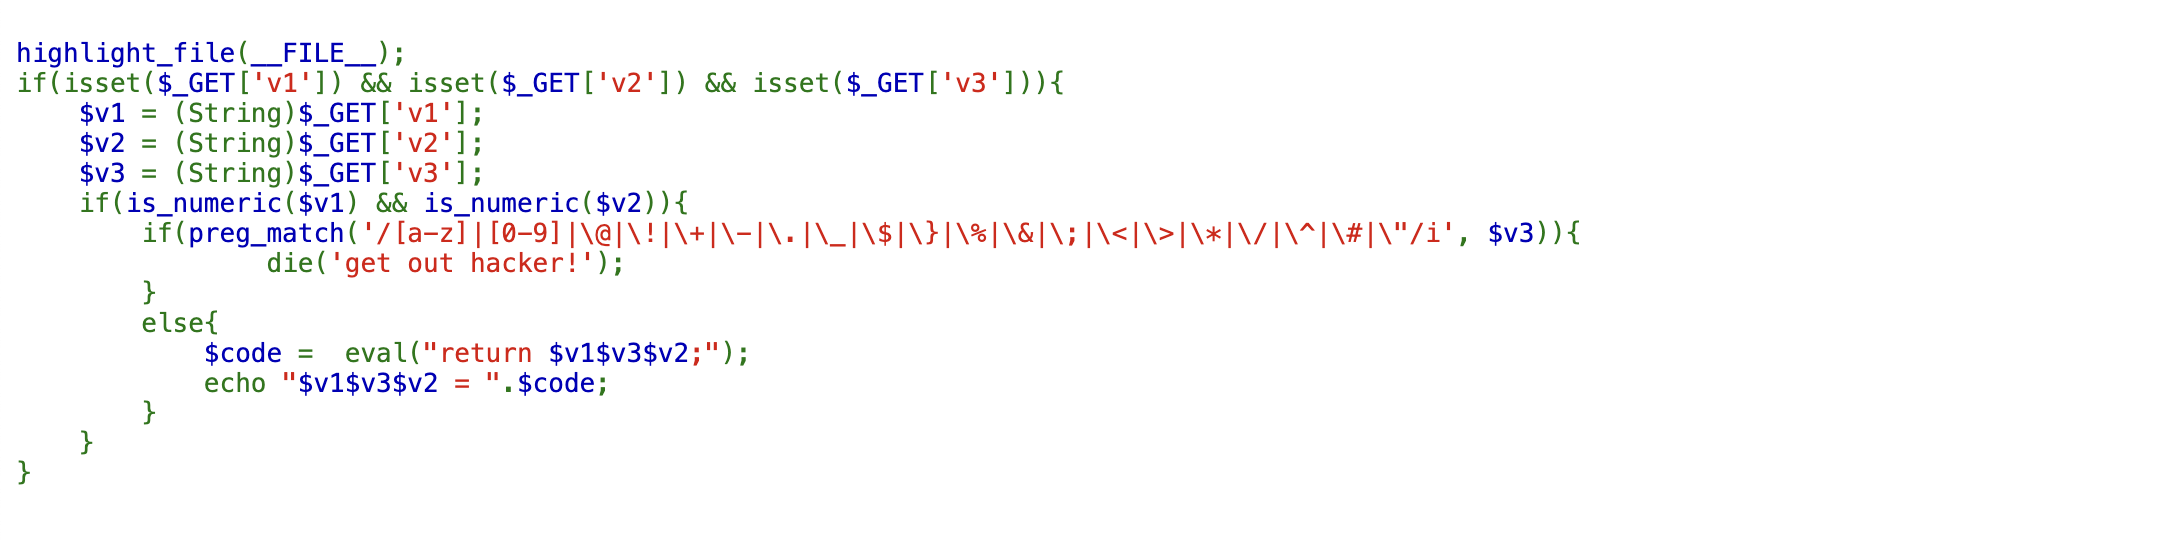 highlight_file(__FILE__);
if(isset($_GET['v1']) && isset($_GET['v2']) && isset($_GET['v3'])){
    $v1 = (String)$_GET['v1'];
    $v2 = (String)$_GET['v2'];
    $v3 = (String)$_GET['v3'];
    if(is_numeric($v1) && is_numeric($v2)){
        if(preg_match('/[a-z]|[0-9]|\@|\!|\+|\-|\.|\_|\$|\}|\%|\&|\;|\<|\>|\*|\/|\^|\#|\"/i', $v3)){
                die('get out hacker!');
        }
        else{
            $code =  eval("return $v1$v3$v2;");
            echo "$v1$v3$v2 = ".$code;
        }
    }
}